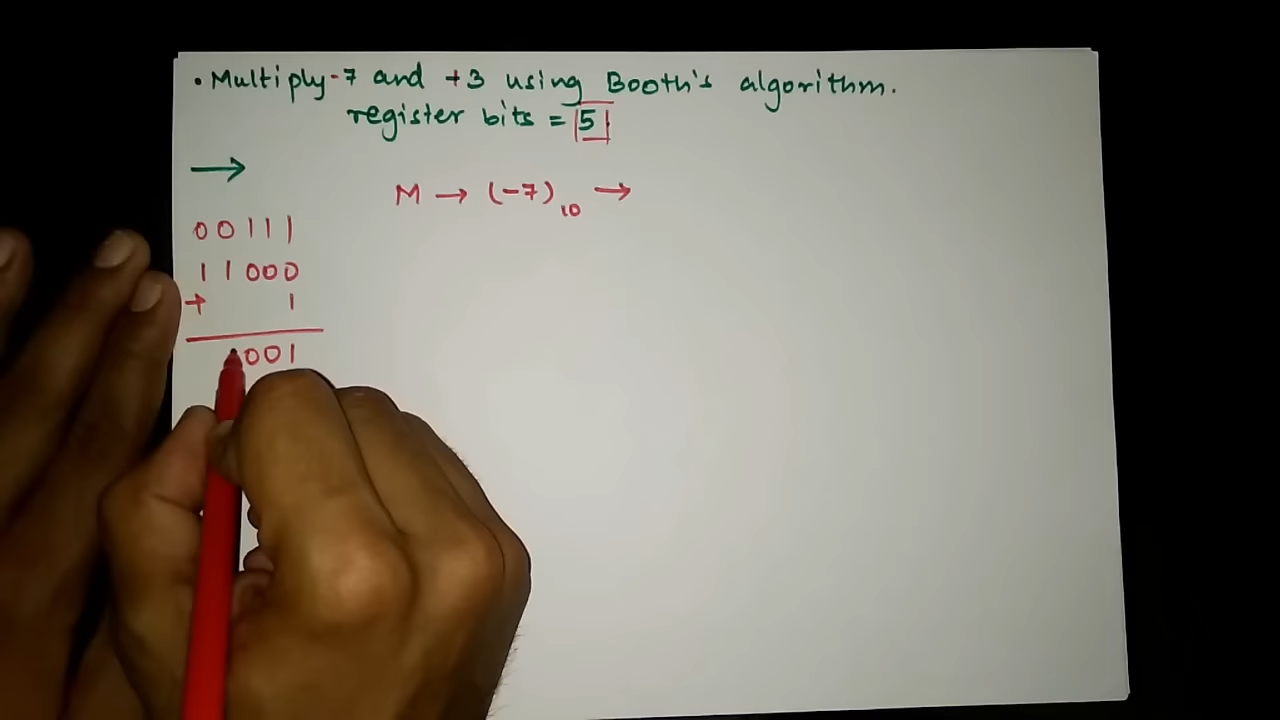 • Multiply -7 and +3 using Booth's algorithm.
register bits = 5
→
M → (-7)₁₀ →
00111
11000
+ 1
001